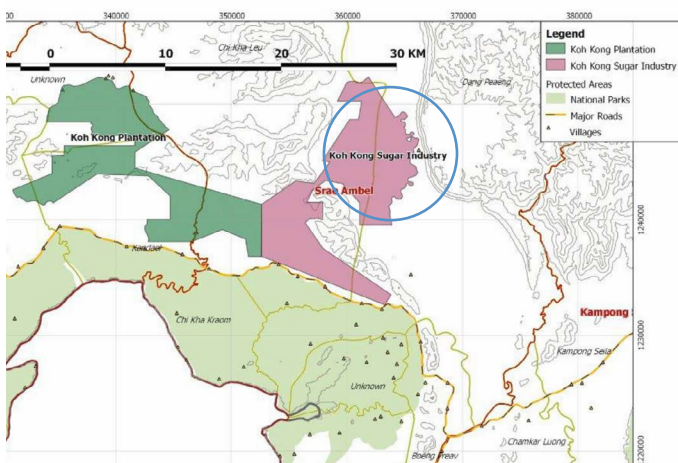 340000 350000 360000 370000 380000
Chi Kha Leu
0 10 20 30 KM
Unknown
Dang Peaeng
Legend
Koh Kong Plantation
Koh Kong Sugar Industry
Protected Areas
National Parks
Major Roads
Villages
Koh Kong Plantation
Koh Kong Sugar Industry
Srae Ambel
1240000
Kandaol
Chi Kha Kraom
Kampong
1230000
Kampong Seila
Unknown
Chamkar Luong
Boeng Preav
1220000